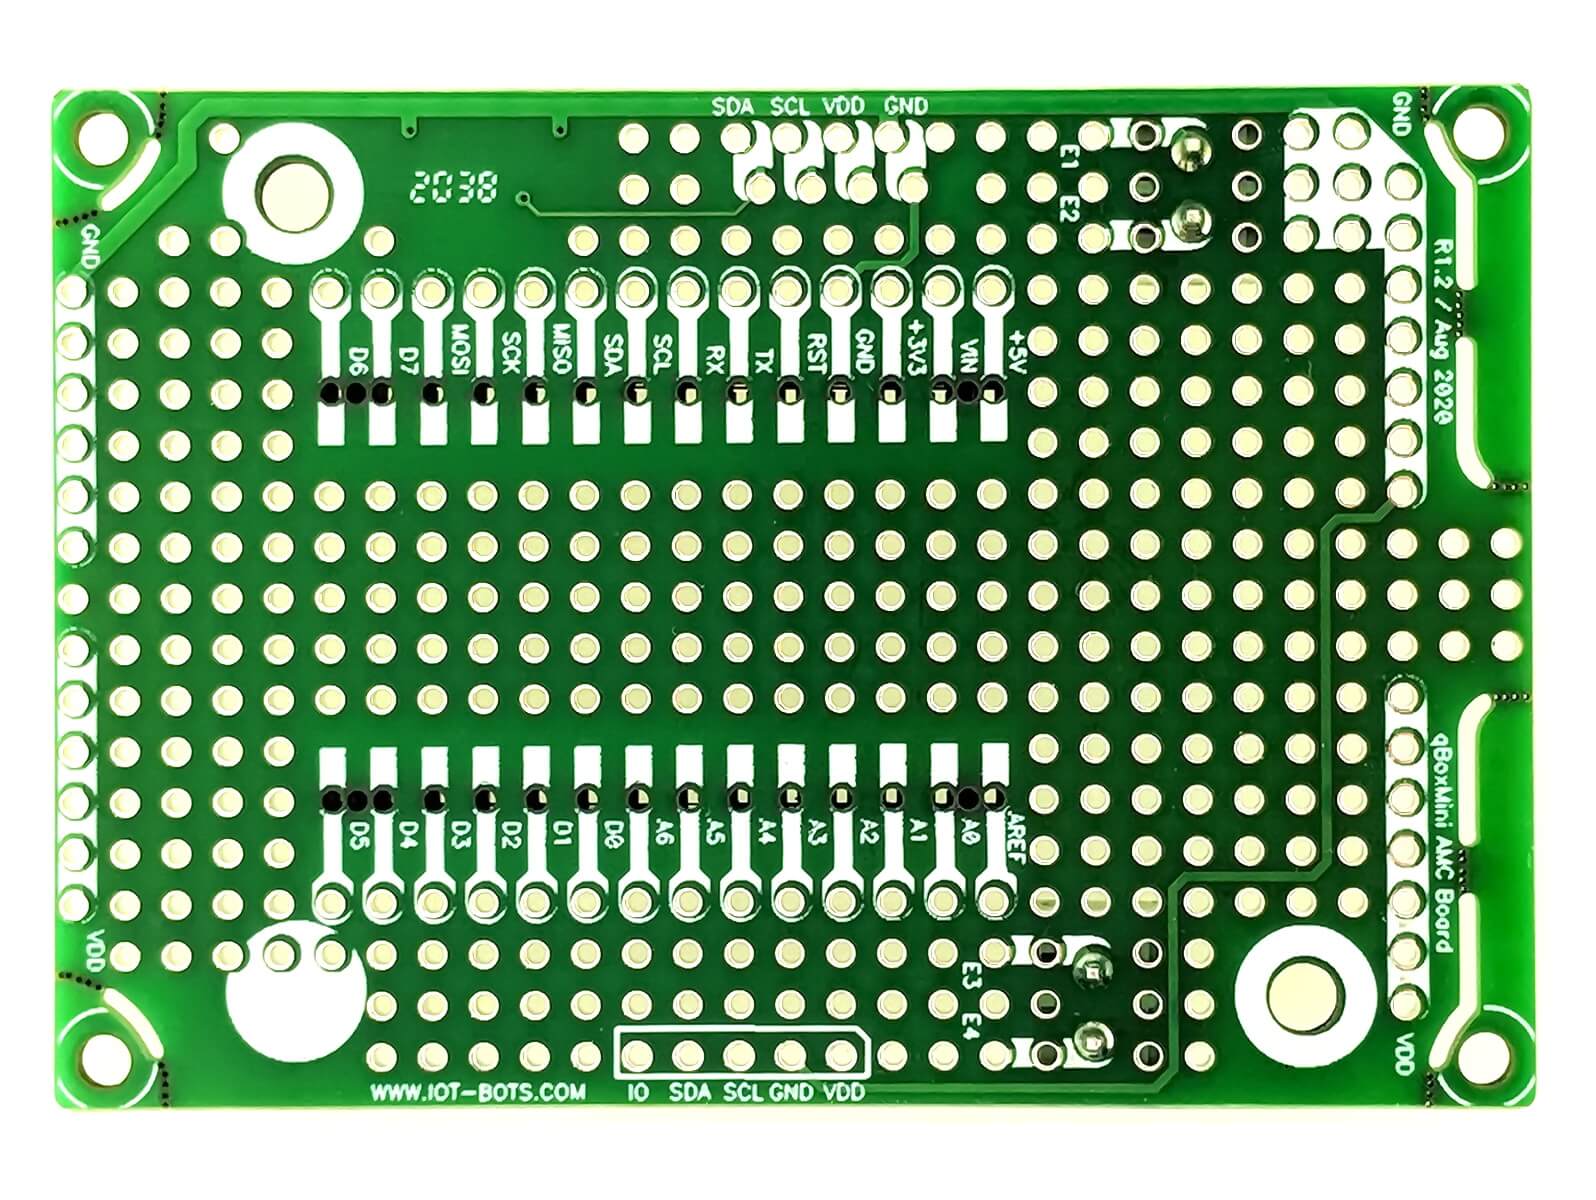 SDA SCL VDD GND
GND
2038
E1
E2
GND
R1.2 / Aug 2020
D6 D7 MOSI SCK MISO SDA SCL RX TX RST GND +3V3 VIN +5V
D5 D4 D3 D2 D1 D0 A6 A5 A4 A3 A2 A1 A0 AREF
qBoxMini AMC Board
VDD
E3
E4
VDD
WWW.IOT-BOTS.COM
IO SDA SCL GND VDD